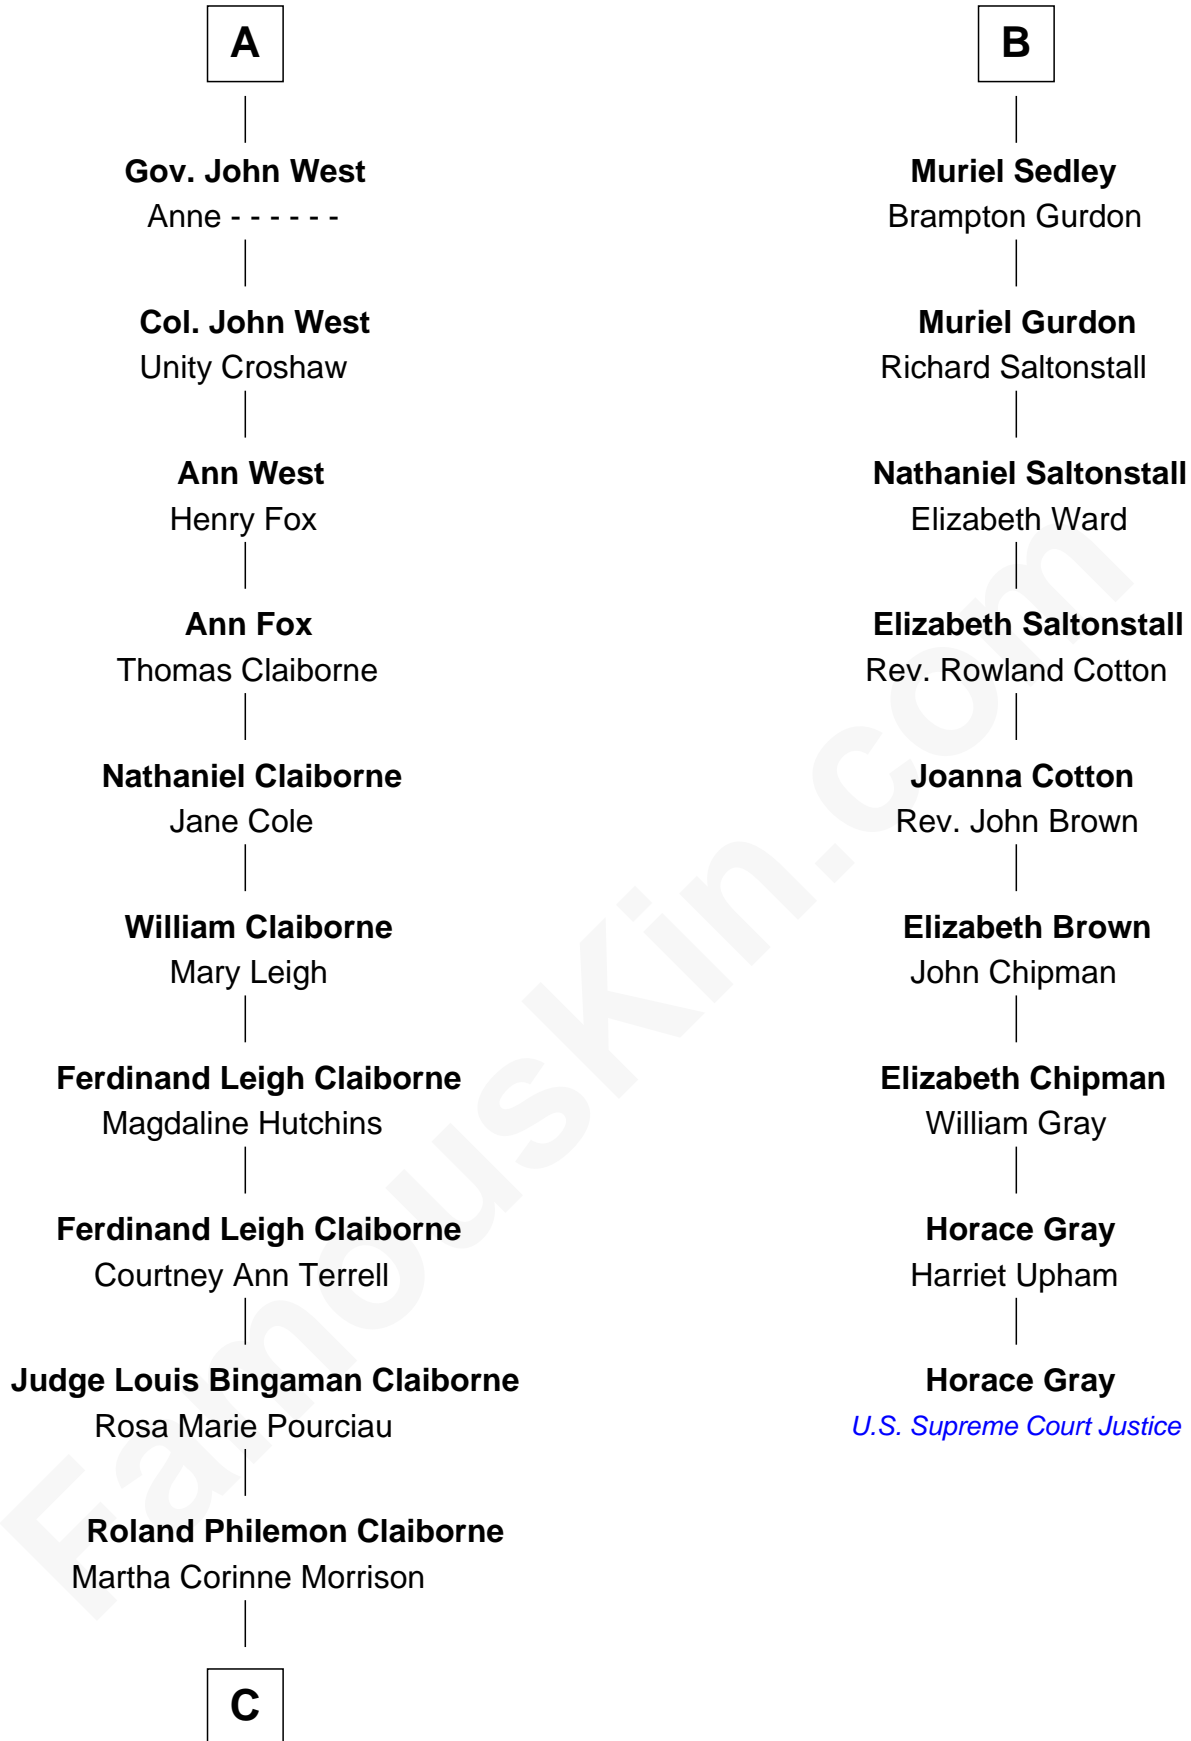 A
Gov. John West
Anne - - - - - -
Col. John West
Unity Croshaw
Ann West
Henry Fox
Ann Fox
Thomas Claiborne
Nathaniel Claiborne
Jane Cole
William Claiborne
Mary Leigh
Ferdinand Leigh Claiborne
Magdaline Hutchins
Ferdinand Leigh Claiborne
Courtney Ann Terrell
Judge Louis Bingaman Claiborne
Rosa Marie Pourciau
Roland Philemon Claiborne
Martha Corinne Morrison
C
B
Muriel Sedley
Brampton Gurdon
Muriel Gurdon
Richard Saltonstall
Nathaniel Saltonstall
Elizabeth Ward
Elizabeth Saltonstall
Rev. Rowland Cotton
Joanna Cotton
Rev. John Brown
Elizabeth Brown
John Chipman
Elizabeth Chipman
William Gray
Horace Gray
Harriet Upham
Horace Gray
U.S. Supreme Court Justice
FamousKin.com